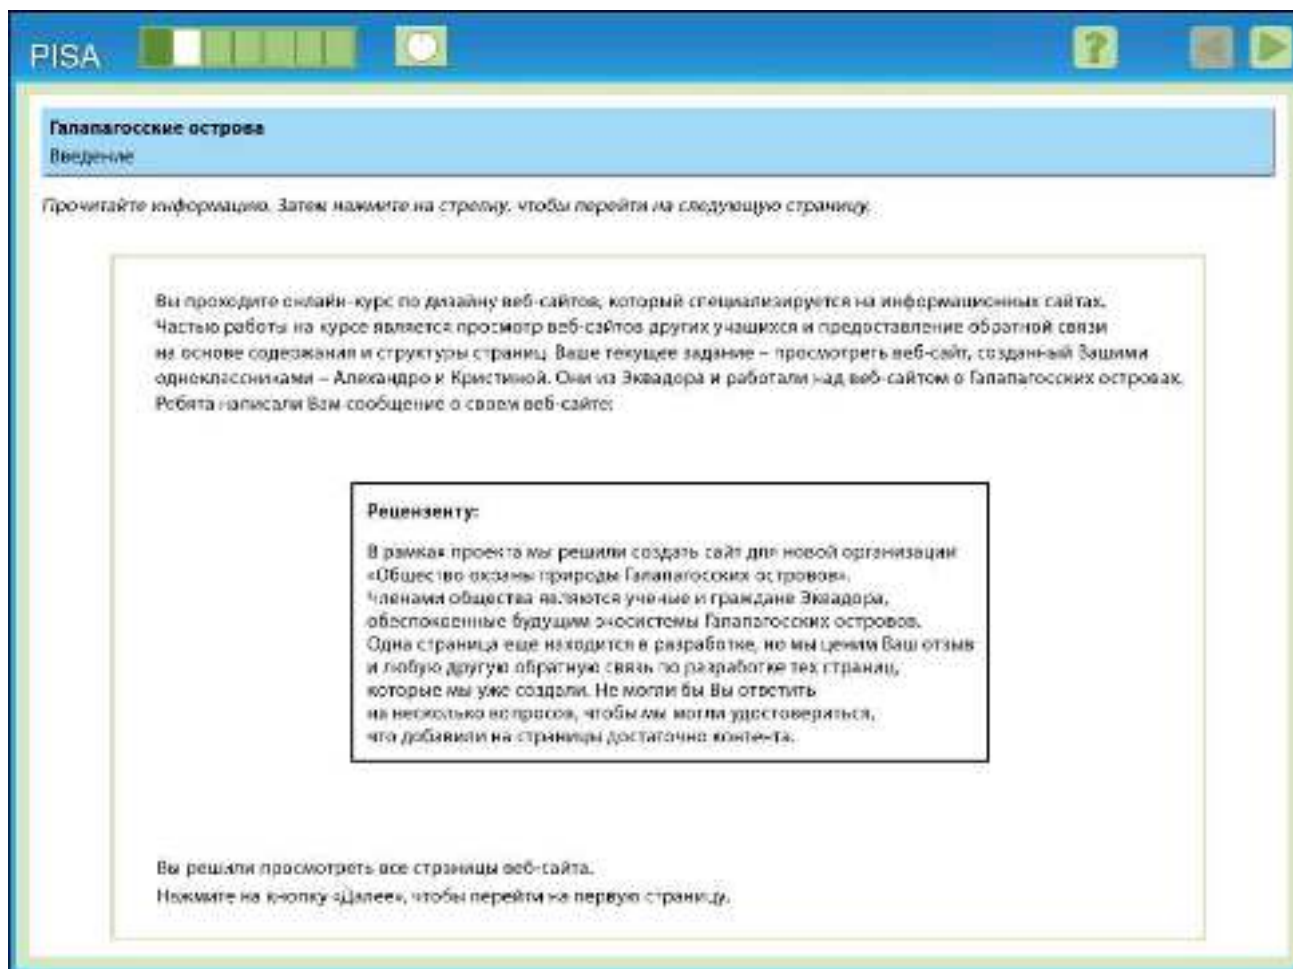 PISA
?
Галапагосские острова
Введение
Прочитайте информацию. Затем нажмите на стрелку, чтобы перейти на следующую страницу.
Вы проходите онлайн-курс по дизайну веб-сайтов, который специализируется на информационных сайтах.
Частью работы на курсе является просмотр веб-сайтов других учащихся и предоставление обратной связи
на основе содержания и структуры страниц. Ваше текущее задание – просмотреть веб-сайт, созданный Вашими
одноклассниками – Алехандро и Кристиной. Они из Эквадора и работали над веб-сайтом о Галапагосских островах.
Ребята написали Вам сообщение о своем веб-сайте:
Рецензенту:
В рамках проекта мы решили создать сайт для новой организации
«Общество охраны природы Галапагосских островов».
Членами общества являются ученые и граждане Эквадора,
обеспокоенные будущим экосистемы Галапагосских островов.
Одна страница еще находится в разработке, но мы ценим Ваш отзыв
и любую другую обратную связь по разработке тех страниц,
которые мы уже создали. Не могли бы Вы ответить
на несколько вопросов, чтобы мы могли удостовериться,
что добавили на страницы достаточно контента.
Вы решили просмотреть все страницы веб-сайта.
Нажмите на кнопку «Далее», чтобы перейти на первую страницу.